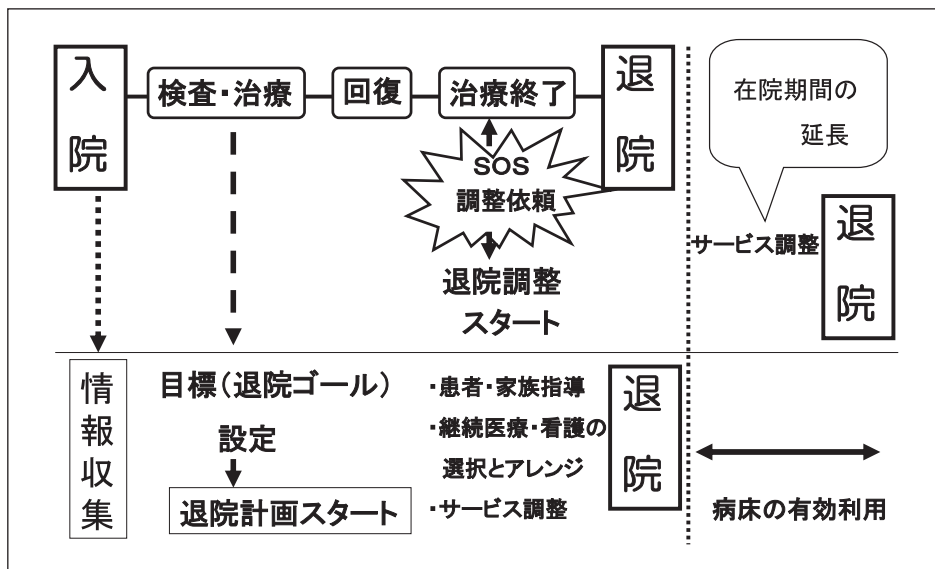 入院
検査・治療
回復
治療終了
退院
SOS
調整依頼
退院調整
スタート
在院期間の
延長
サービス調整
退院
情報収集
目標(退院ゴール)
設定
退院計画スタート
・患者・家族指導
・継続医療・看護の
選択とアレンジ
・サービス調整
退院
病床の有効利用